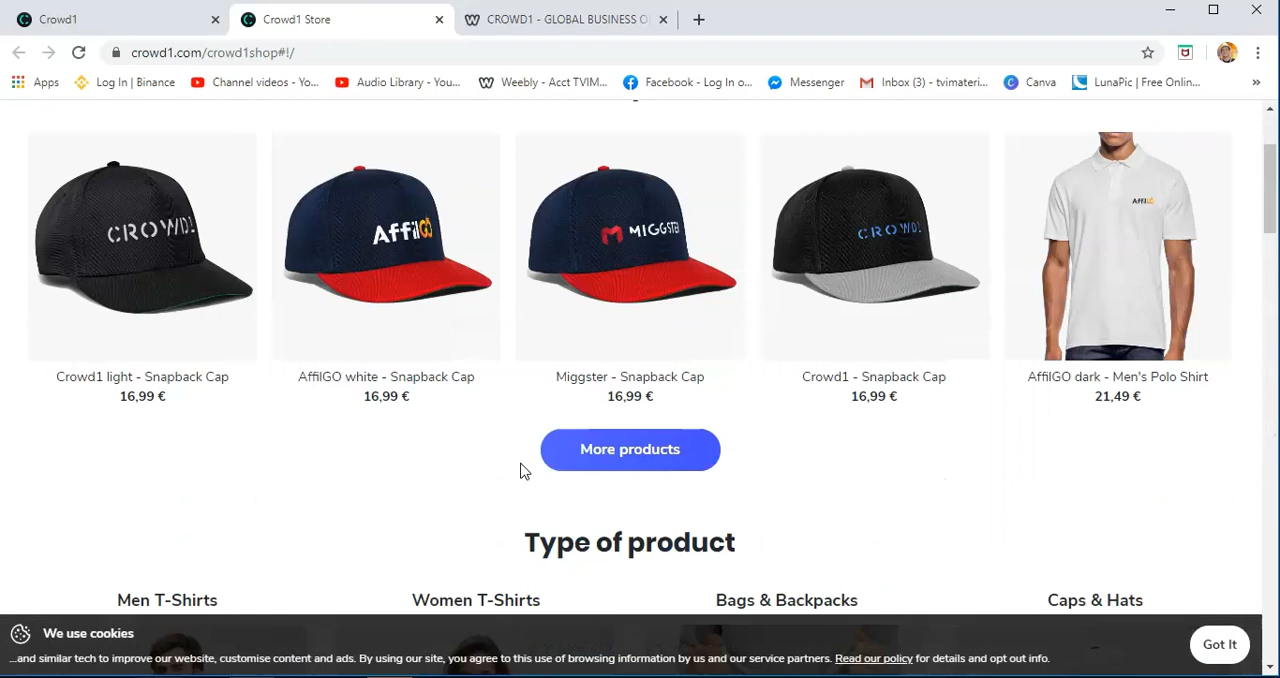 Crowd1
Crowd1 Store
CROWD1 - GLOBAL BUSINESS O
crowd1.com/crowd1shop#!/
Apps
Log In | Binance
Channel videos - Yo...
Audio Library - You...
Weebly - Acct TVIM...
Facebook - Log In o...
Messenger
Inbox (3) - tvimateri...
Canva
LunaPic | Free Onlin...
»
CROWD1
AffilGO
MIGGSTER
CROWD1
AffilGO
Crowd1 light - Snapback Cap
16,99 €
AffilGO white - Snapback Cap
16,99 €
Miggster - Snapback Cap
16,99 €
Crowd1 - Snapback Cap
16,99 €
AffilGO dark - Men's Polo Shirt
21,49 €
More products
Type of product
Men T-Shirts
Women T-Shirts
Bags & Backpacks
Caps & Hats
We use cookies
...and similar tech to improve our website, customise content and ads. By using our site, you agree to this use of browsing information by us and our service partners. Read our policy for details and opt out info.
Got It